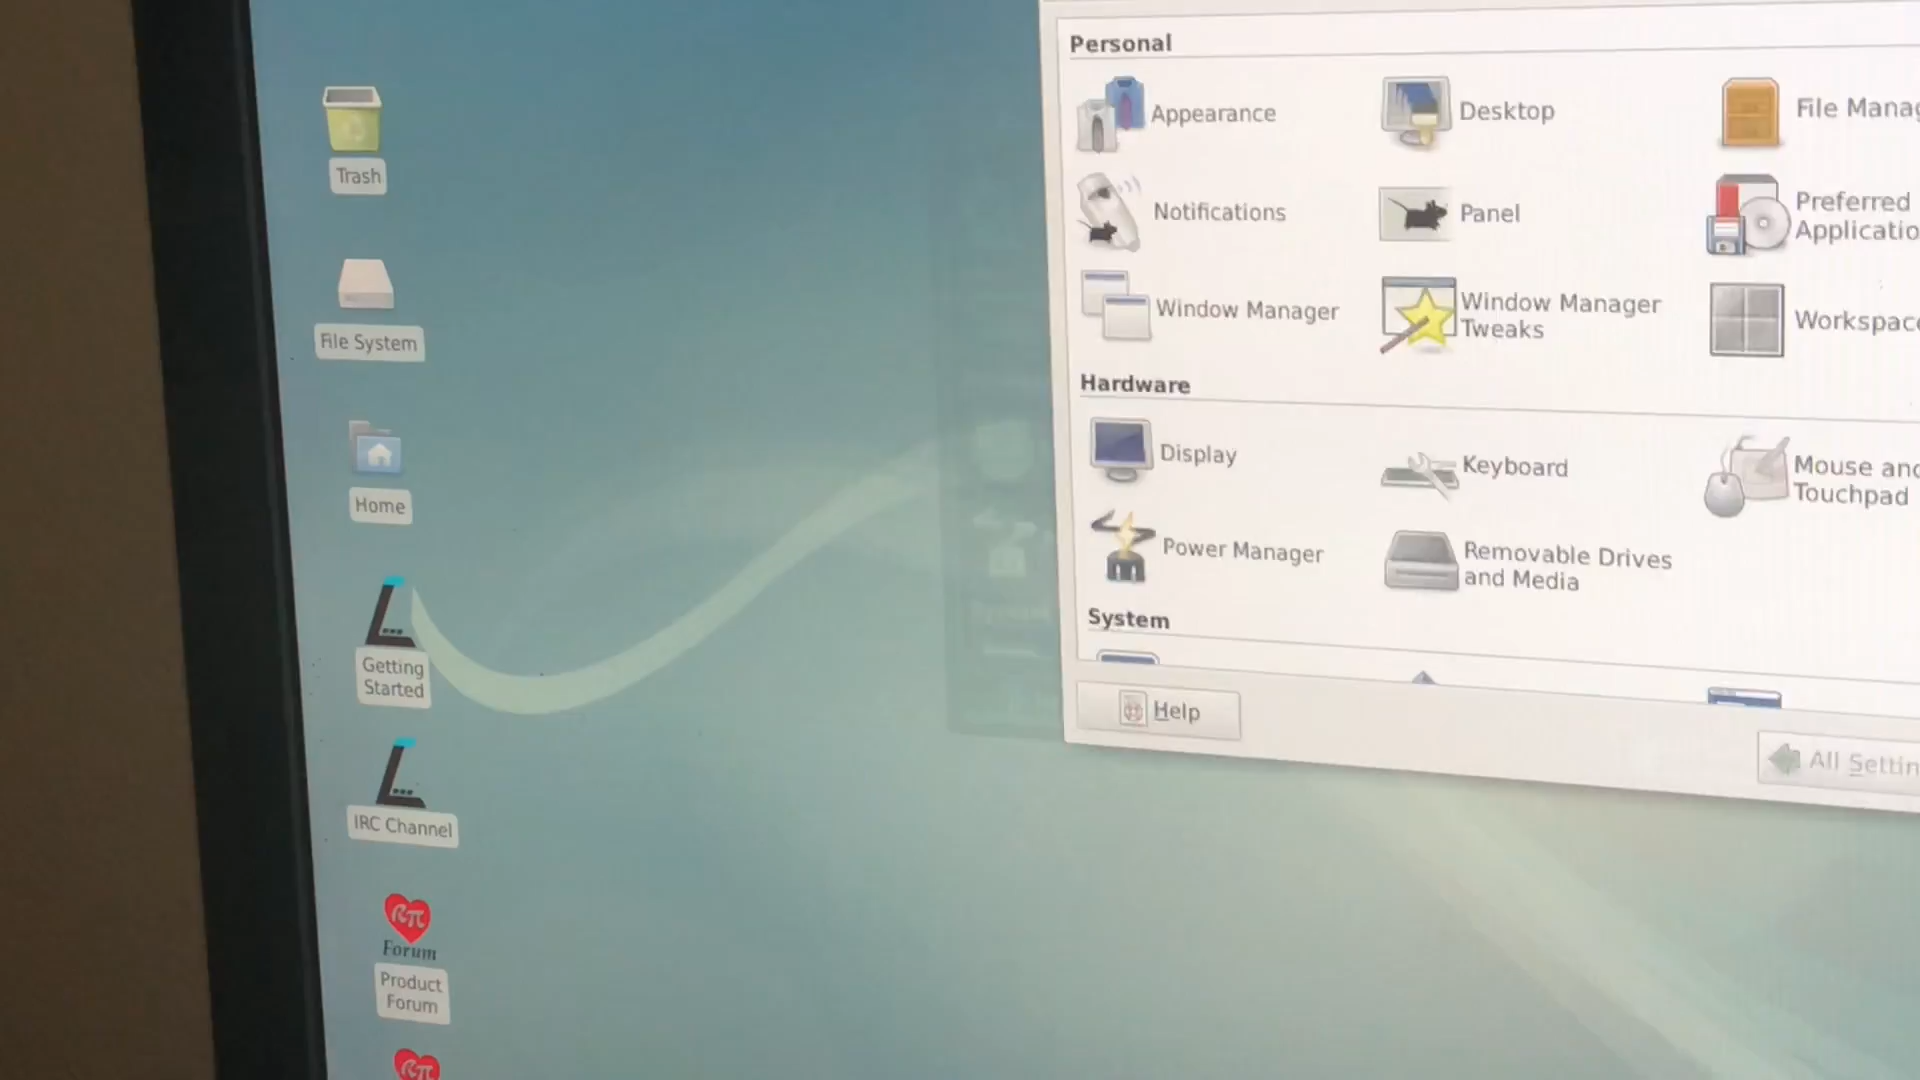 Trash
File System
Home
Getting
Started
IRC Channel
Forum
Product
Forum
Personal
Appearance
Desktop
File Manag
Notifications
Panel
Preferred
Applicatio
Window Manager
Window Manager
Tweaks
Workspac
Hardware
Display
Keyboard
Mouse and
Touchpad
Power Manager
Removable Drives
and Media
System
Help
All Settin